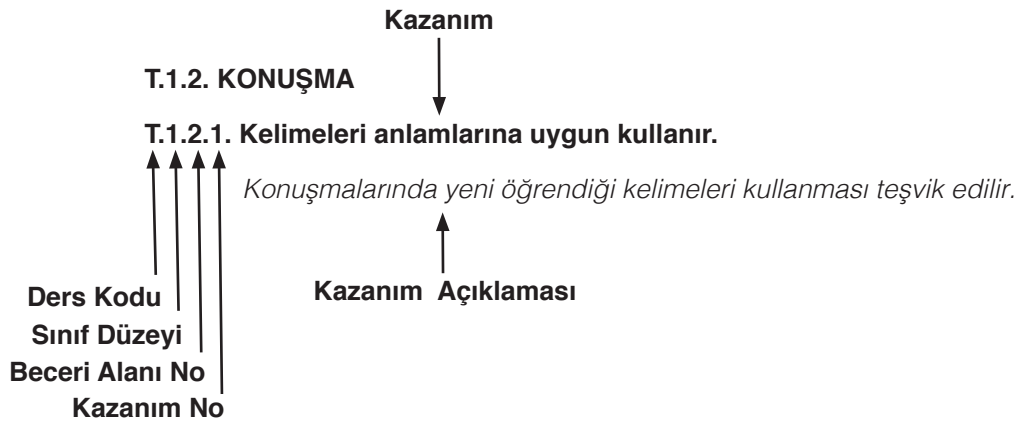 Kazanım
T.1.2. KONUŞMA
T.1.2.1. Kelimeleri anlamlarına uygun kullanır.
Konuşmalarında yeni öğrendiği kelimeleri kullanması teşvik edilir.
Kazanım Açıklaması
Ders Kodu
Sınıf Düzeyi
Beceri Alanı No
Kazanım No